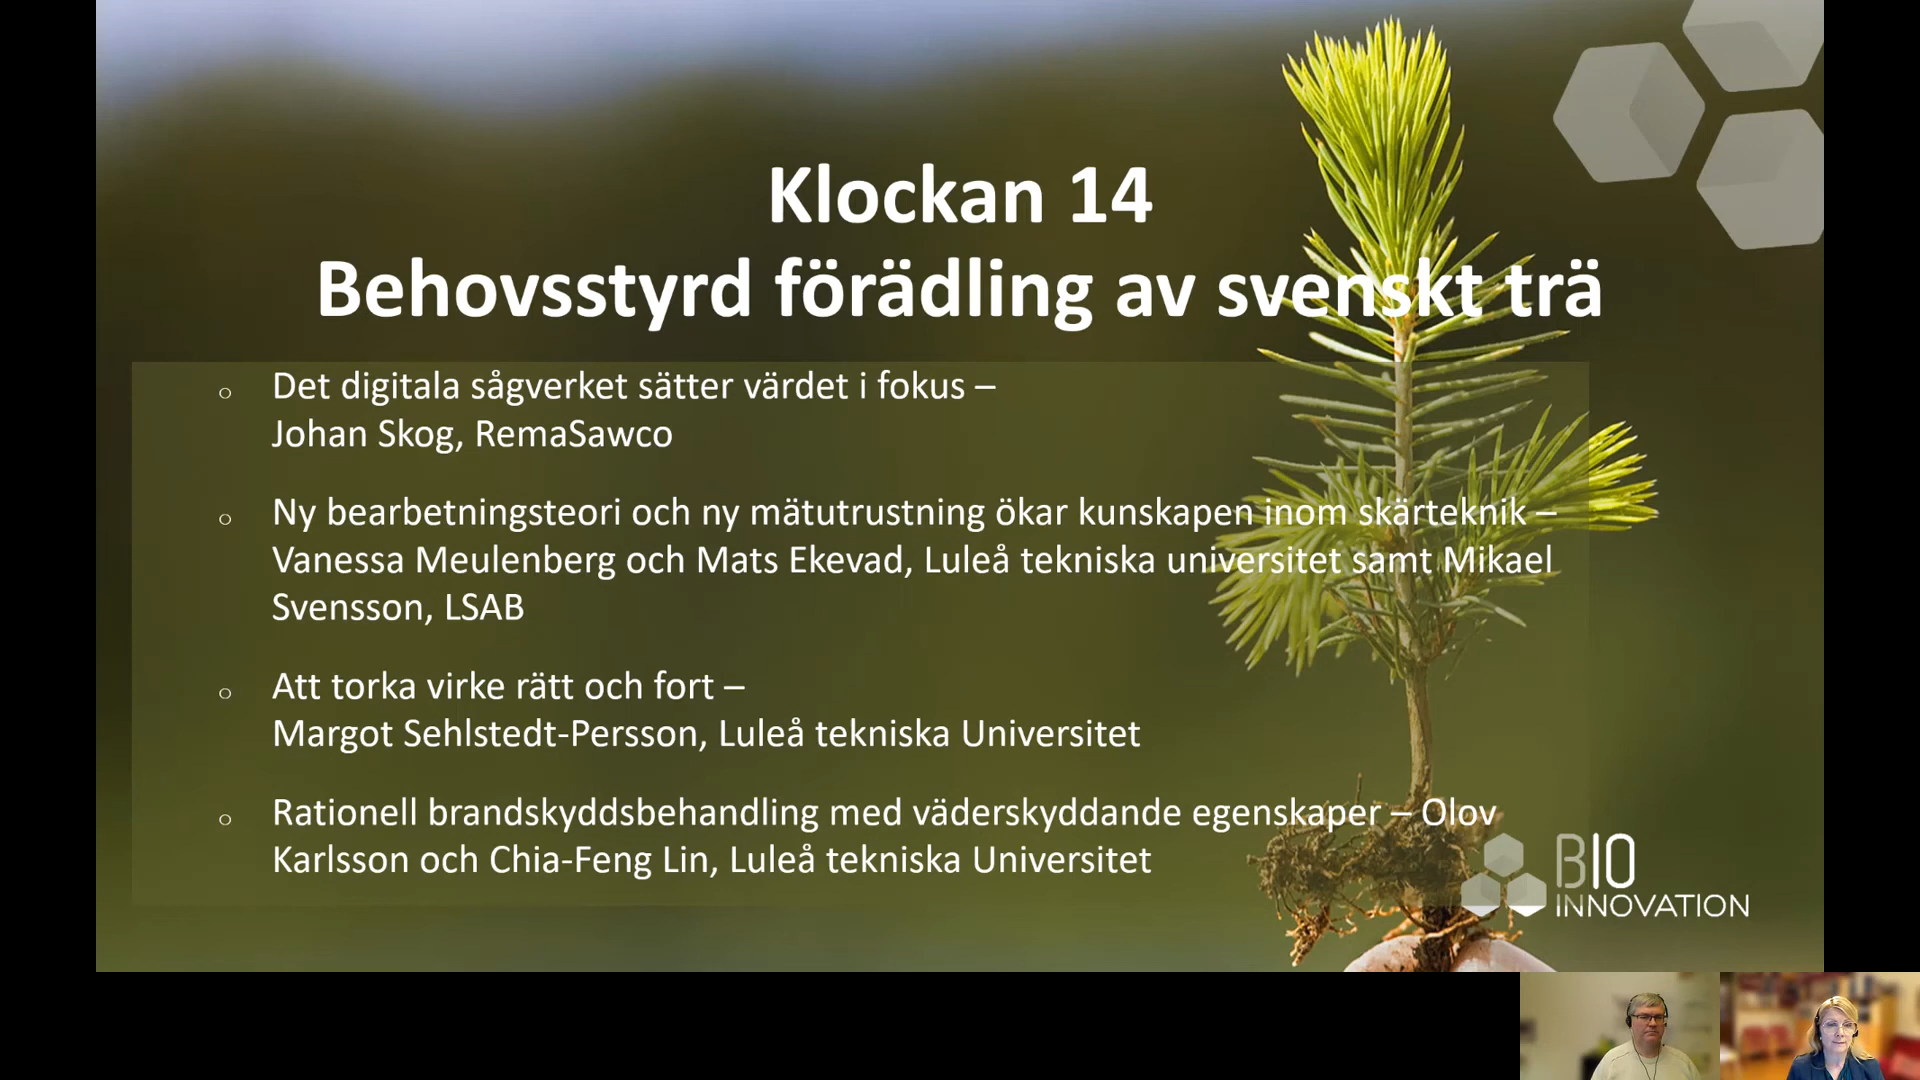 Klockan 14
Behovsstyrd förädling av svenskt trä
Det digitala sågverket sätter värdet i fokus –
Johan Skog, RemaSawco
Ny bearbetningsteori och ny mätutrustning ökar kunskapen inom skärteknik –
Vanessa Meulenberg och Mats Ekevad, Luleå tekniska universitet samt Mikael
Svensson, LSAB
Att torka virke rätt och fort –
Margot Sehlstedt-Persson, Luleå tekniska Universitet
Rationell brandskyddsbehandling med väderskyddande egenskaper – Olov
Karlsson och Chia-Feng Lin, Luleå tekniska Universitet
BIO
INNOVATION